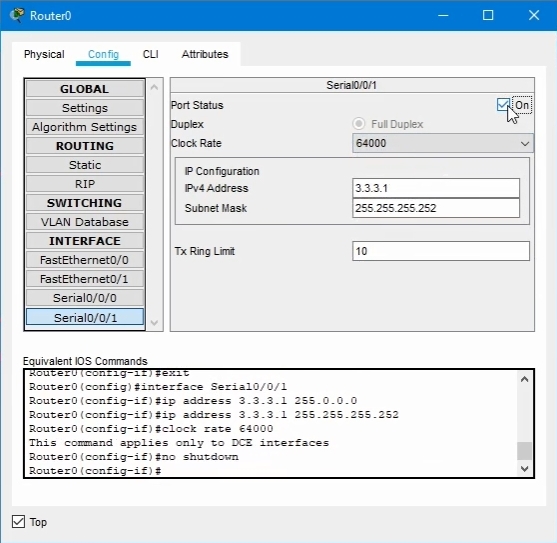 Router0
Physical Config CLI Attributes
GLOBAL
Settings
Algorithm Settings
ROUTING
Static
RIP
SWITCHING
VLAN Database
INTERFACE
FastEthernet0/0
FastEthernet0/1
Serial0/0/0
Serial0/0/1
Serial0/0/1
Port Status On
Duplex Full Duplex
Clock Rate 64000
IP Configuration
IPv4 Address 3.3.3.1
Subnet Mask 255.255.255.252
Tx Ring Limit 10
Equivalent IOS Commands
Router0(config-if)#exit
Router0(config)#interface Serial0/0/1
Router0(config-if)#ip address 3.3.3.1 255.0.0.0
Router0(config-if)#ip address 3.3.3.1 255.255.255.252
Router0(config-if)#clock rate 64000
This command applies only to DCE interfaces
Router0(config-if)#no shutdown
Router0(config-if)#
Top